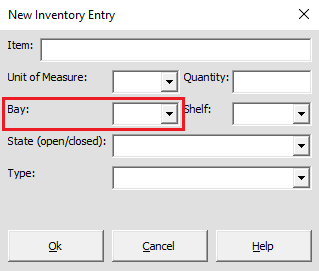 New Inventory Entry
Item:
Unit of Measure: Quantity:
Bay: Shelf:
State (open/closed):
Type:
Ok Cancel Help